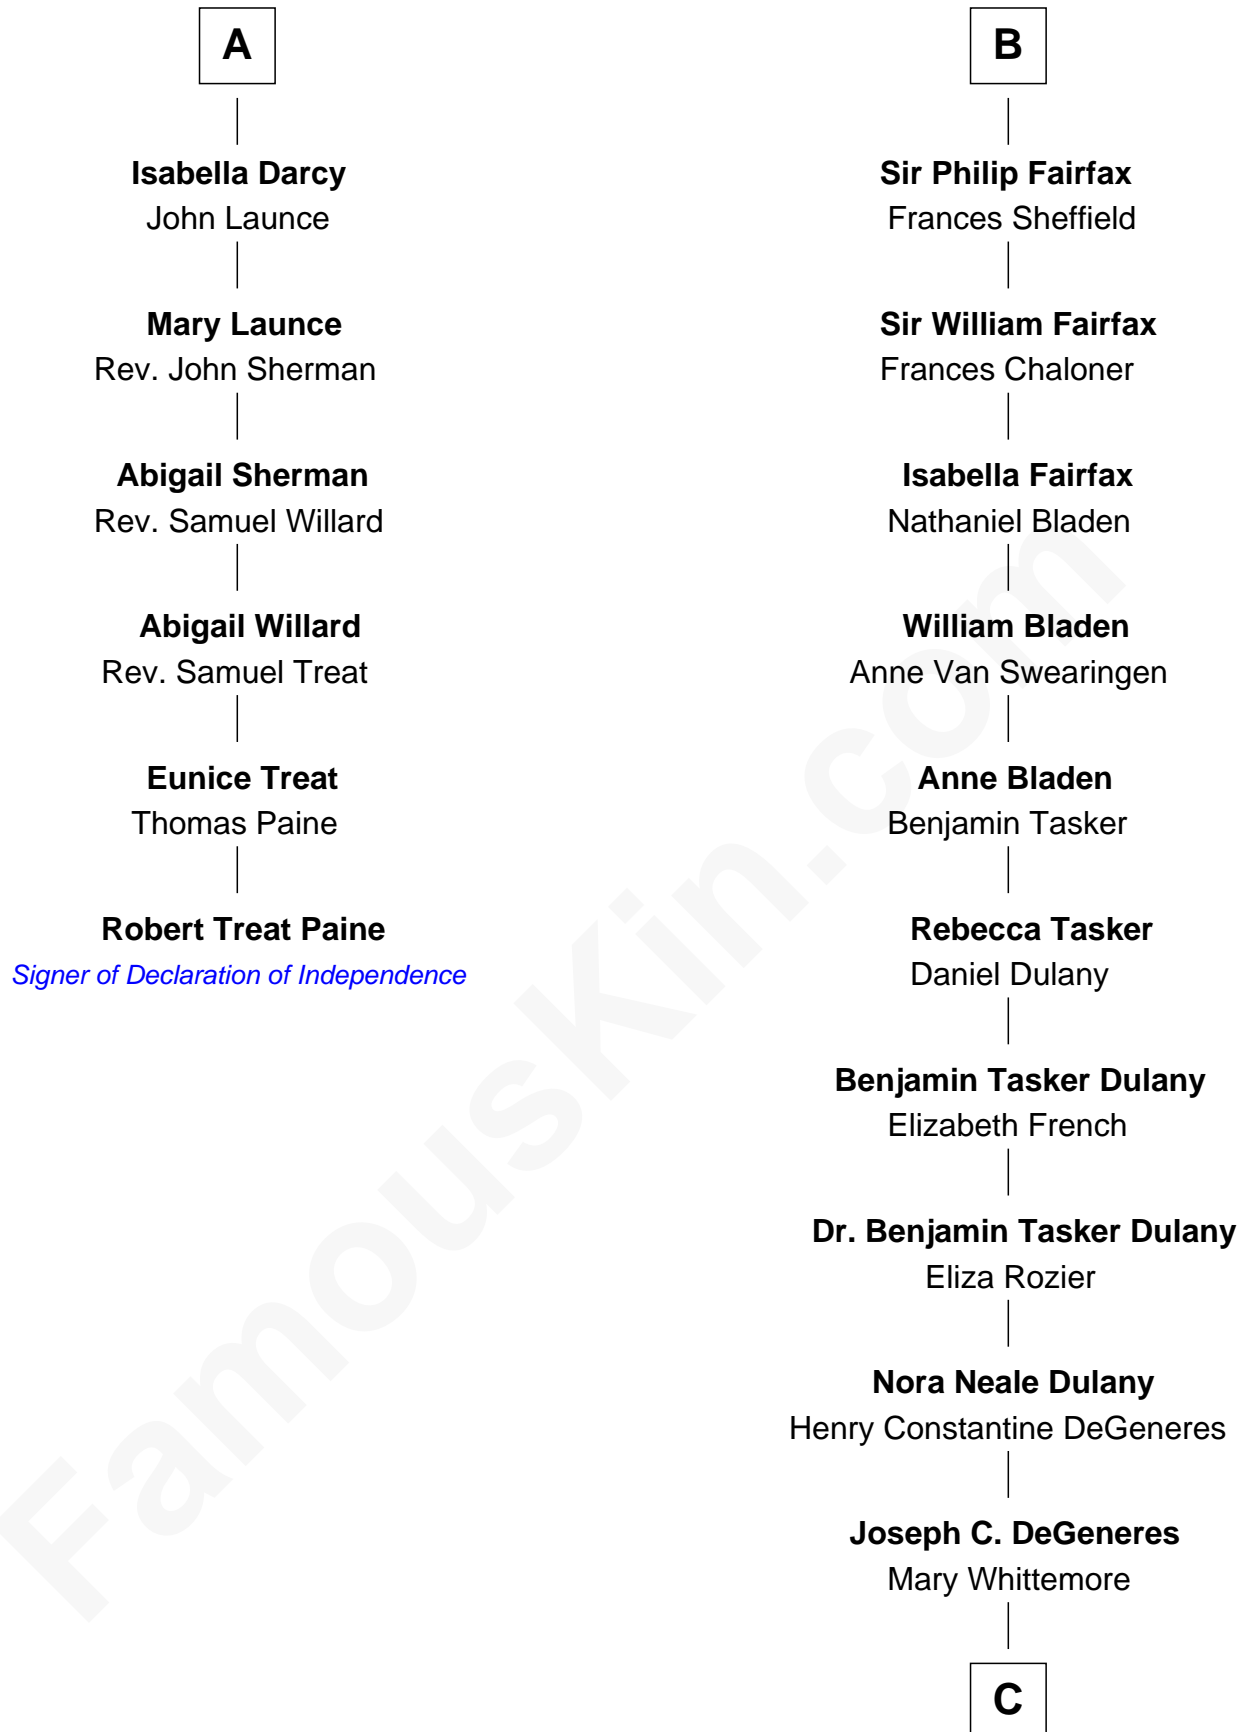 A
Isabella Darcy
John Launce
Mary Launce
Rev. John Sherman
Abigail Sherman
Rev. Samuel Willard
Abigail Willard
Rev. Samuel Treat
Eunice Treat
Thomas Paine
Robert Treat Paine
Signer of Declaration of Independence
B
Sir Philip Fairfax
Frances Sheffield
Sir William Fairfax
Frances Chaloner
Isabella Fairfax
Nathaniel Bladen
William Bladen
Anne Van Swearingen
Anne Bladen
Benjamin Tasker
Rebecca Tasker
Daniel Dulany
Benjamin Tasker Dulany
Elizabeth French
Dr. Benjamin Tasker Dulany
Eliza Rozier
Nora Neale Dulany
Henry Constantine DeGeneres
Joseph C. DeGeneres
Mary Whittemore
C
FamousKin.com